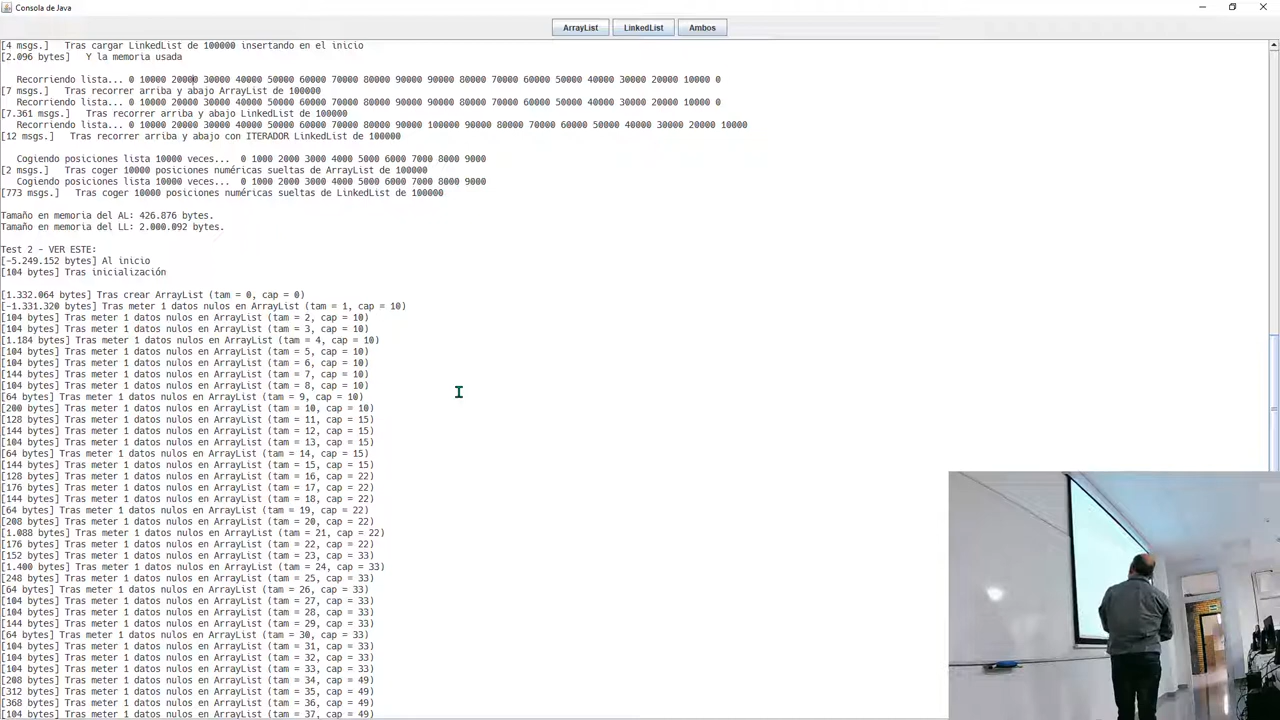 Consola de Java
ArrayList LinkedList Ambos
[4 msgs.] Tras cargar LinkedList de 100000 insertando en el inicio
[2.096 bytes] Y la memoria usada
Recorriendo lista... 0 10000 20000 30000 40000 50000 60000 70000 80000 90000 90000 80000 70000 60000 50000 40000 30000 20000 10000 0
[7 msgs.] Tras recorrer arriba y abajo ArrayList de 100000
Recorriendo lista... 0 10000 20000 30000 40000 50000 60000 70000 80000 90000 90000 80000 70000 60000 50000 40000 30000 20000 10000 0
[7.361 msgs.] Tras recorrer arriba y abajo LinkedList de 100000
Recorriendo lista... 0 10000 20000 30000 40000 50000 60000 70000 80000 90000 100000 90000 80000 70000 60000 50000 40000 30000 20000 10000
[12 msgs.] Tras recorrer arriba y abajo con ITERADOR LinkedList de 100000
Cogiendo posiciones lista 10000 veces... 0 1000 2000 3000 4000 5000 6000 7000 8000 9000
[2 msgs.] Tras coger 10000 posiciones numéricas sueltas de ArrayList de 100000
Cogiendo posiciones lista 10000 veces... 0 1000 2000 3000 4000 5000 6000 7000 8000 9000
[773 msgs.] Tras coger 10000 posiciones numéricas sueltas de LinkedList de 100000
Tamaño en memoria del AL: 426.876 bytes.
Tamaño en memoria del LL: 2.000.092 bytes.
Test 2 - VER ESTE:
[-5.249.152 bytes] Al inicio
[104 bytes] Tras inicialización
[1.332.064 bytes] Tras crear ArrayList (tam = 0, cap = 0)
[-1.331.320 bytes] Tras meter 1 datos nulos en ArrayList (tam = 1, cap = 10)
[104 bytes] Tras meter 1 datos nulos en ArrayList (tam = 2, cap = 10)
[104 bytes] Tras meter 1 datos nulos en ArrayList (tam = 3, cap = 10)
[1.184 bytes] Tras meter 1 datos nulos en ArrayList (tam = 4, cap = 10)
[104 bytes] Tras meter 1 datos nulos en ArrayList (tam = 5, cap = 10)
[104 bytes] Tras meter 1 datos nulos en ArrayList (tam = 6, cap = 10)
[144 bytes] Tras meter 1 datos nulos en ArrayList (tam = 7, cap = 10)
[104 bytes] Tras meter 1 datos nulos en ArrayList (tam = 8, cap = 10)
[64 bytes] Tras meter 1 datos nulos en ArrayList (tam = 9, cap = 10)
[200 bytes] Tras meter 1 datos nulos en ArrayList (tam = 10, cap = 10)
[128 bytes] Tras meter 1 datos nulos en ArrayList (tam = 11, cap = 15)
[144 bytes] Tras meter 1 datos nulos en ArrayList (tam = 12, cap = 15)
[104 bytes] Tras meter 1 datos nulos en ArrayList (tam = 13, cap = 15)
[64 bytes] Tras meter 1 datos nulos en ArrayList (tam = 14, cap = 15)
[144 bytes] Tras meter 1 datos nulos en ArrayList (tam = 15, cap = 15)
[128 bytes] Tras meter 1 datos nulos en ArrayList (tam = 16, cap = 22)
[176 bytes] Tras meter 1 datos nulos en ArrayList (tam = 17, cap = 22)
[144 bytes] Tras meter 1 datos nulos en ArrayList (tam = 18, cap = 22)
[64 bytes] Tras meter 1 datos nulos en ArrayList (tam = 19, cap = 22)
[208 bytes] Tras meter 1 datos nulos en ArrayList (tam = 20, cap = 22)
[1.088 bytes] Tras meter 1 datos nulos en ArrayList (tam = 21, cap = 22)
[176 bytes] Tras meter 1 datos nulos en ArrayList (tam = 22, cap = 22)
[152 bytes] Tras meter 1 datos nulos en ArrayList (tam = 23, cap = 33)
[1.400 bytes] Tras meter 1 datos nulos en ArrayList (tam = 24, cap = 33)
[248 bytes] Tras meter 1 datos nulos en ArrayList (tam = 25, cap = 33)
[64 bytes] Tras meter 1 datos nulos en ArrayList (tam = 26, cap = 33)
[104 bytes] Tras meter 1 datos nulos en ArrayList (tam = 27, cap = 33)
[104 bytes] Tras meter 1 datos nulos en ArrayList (tam = 28, cap = 33)
[144 bytes] Tras meter 1 datos nulos en ArrayList (tam = 29, cap = 33)
[64 bytes] Tras meter 1 datos nulos en ArrayList (tam = 30, cap = 33)
[104 bytes] Tras meter 1 datos nulos en ArrayList (tam = 31, cap = 33)
[104 bytes] Tras meter 1 datos nulos en ArrayList (tam = 32, cap = 33)
[104 bytes] Tras meter 1 datos nulos en ArrayList (tam = 33, cap = 33)
[208 bytes] Tras meter 1 datos nulos en ArrayList (tam = 34, cap = 49)
[312 bytes] Tras meter 1 datos nulos en ArrayList (tam = 35, cap = 49)
[368 bytes] Tras meter 1 datos nulos en ArrayList (tam = 36, cap = 49)
[104 bytes] Tras meter 1 datos nulos en ArrayList (tam = 37, cap = 49)